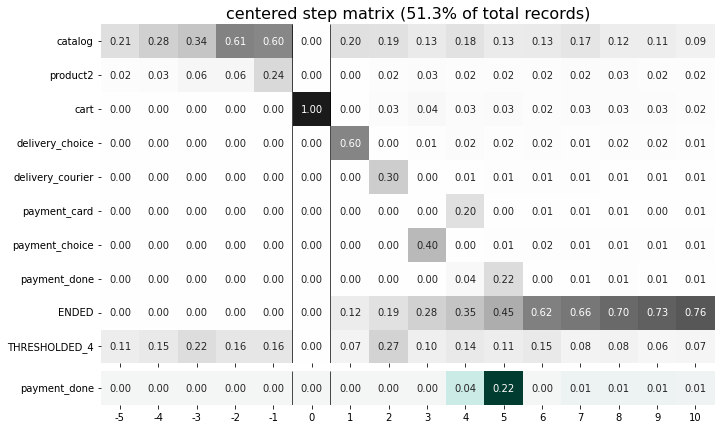 centered step matrix (51.3% of total records)
catalog 0.21 0.28 0.34 0.61 0.60 0.00 0.20 0.19 0.13 0.18 0.13 0.13 0.17 0.12 0.11 0.09
product2 0.02 0.03 0.06 0.06 0.24 0.00 0.00 0.02 0.03 0.02 0.02 0.02 0.02 0.03 0.02 0.02
cart 0.00 0.00 0.00 0.00 0.00 1.00 0.00 0.03 0.04 0.03 0.03 0.02 0.03 0.03 0.03 0.02
delivery_choice 0.00 0.00 0.00 0.00 0.00 0.00 0.60 0.00 0.01 0.02 0.02 0.02 0.01 0.02 0.02 0.01
delivery_courier 0.00 0.00 0.00 0.00 0.00 0.00 0.00 0.30 0.00 0.01 0.01 0.01 0.01 0.01 0.01 0.01
payment_card 0.00 0.00 0.00 0.00 0.00 0.00 0.00 0.00 0.00 0.20 0.00 0.01 0.01 0.01 0.00 0.01
payment_choice 0.00 0.00 0.00 0.00 0.00 0.00 0.00 0.00 0.40 0.00 0.01 0.02 0.01 0.01 0.01 0.01
payment_done 0.00 0.00 0.00 0.00 0.00 0.00 0.00 0.00 0.00 0.04 0.22 0.00 0.01 0.01 0.01 0.01
ENDED 0.00 0.00 0.00 0.00 0.00 0.00 0.12 0.19 0.28 0.35 0.45 0.62 0.66 0.70 0.73 0.76
THRESHOLDED_4 0.11 0.15 0.22 0.16 0.16 0.00 0.07 0.27 0.10 0.14 0.11 0.15 0.08 0.08 0.06 0.07
payment_done 0.00 0.00 0.00 0.00 0.00 0.00 0.00 0.00 0.00 0.04 0.22 0.00 0.01 0.01 0.01 0.01
-5 -4 -3 -2 -1 0 1 2 3 4 5 6 7 8 9 10